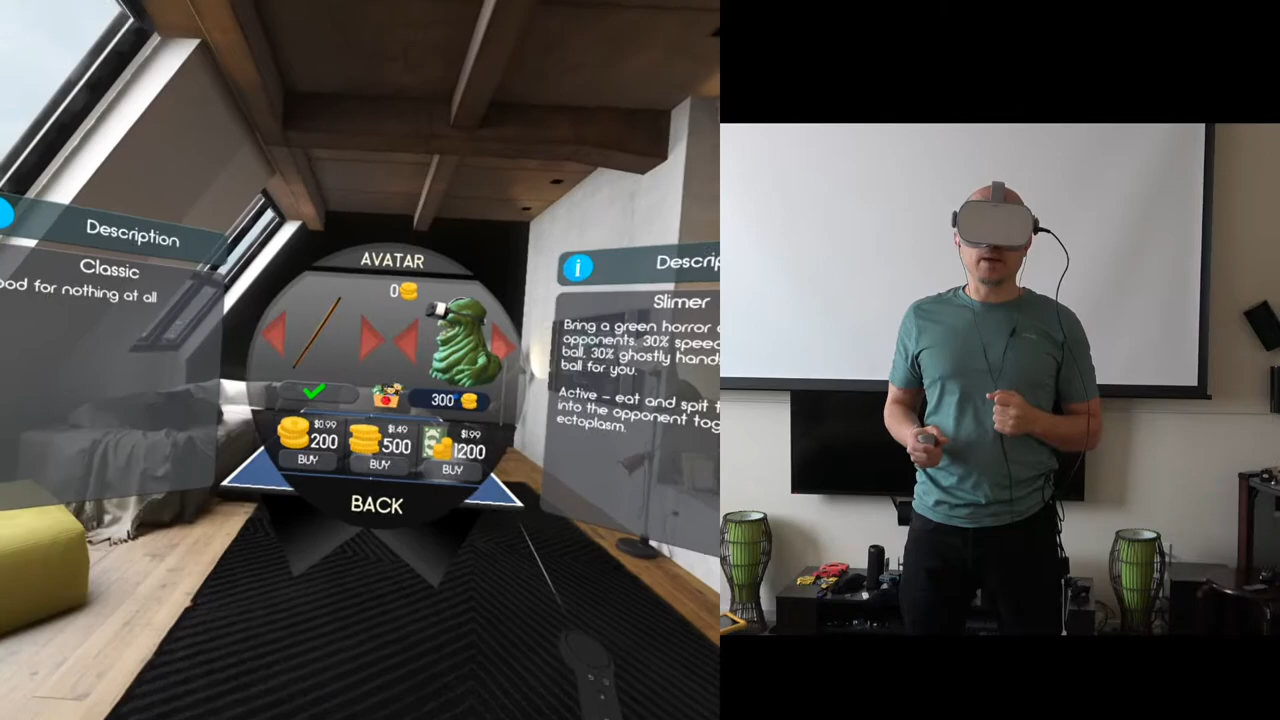 Description
Classic
ood for nothing at all
AVATAR
0
300
$0.99
200
BUY
$1.49
500
BUY
$1.99
1200
BUY
BACK
i
Descrip
Slimer
Bring a green horror
opponents. 30% speed
ball, 30% ghostly hand
ball for you.
Active – eat and spit
into the opponent tog
ectoplasm.